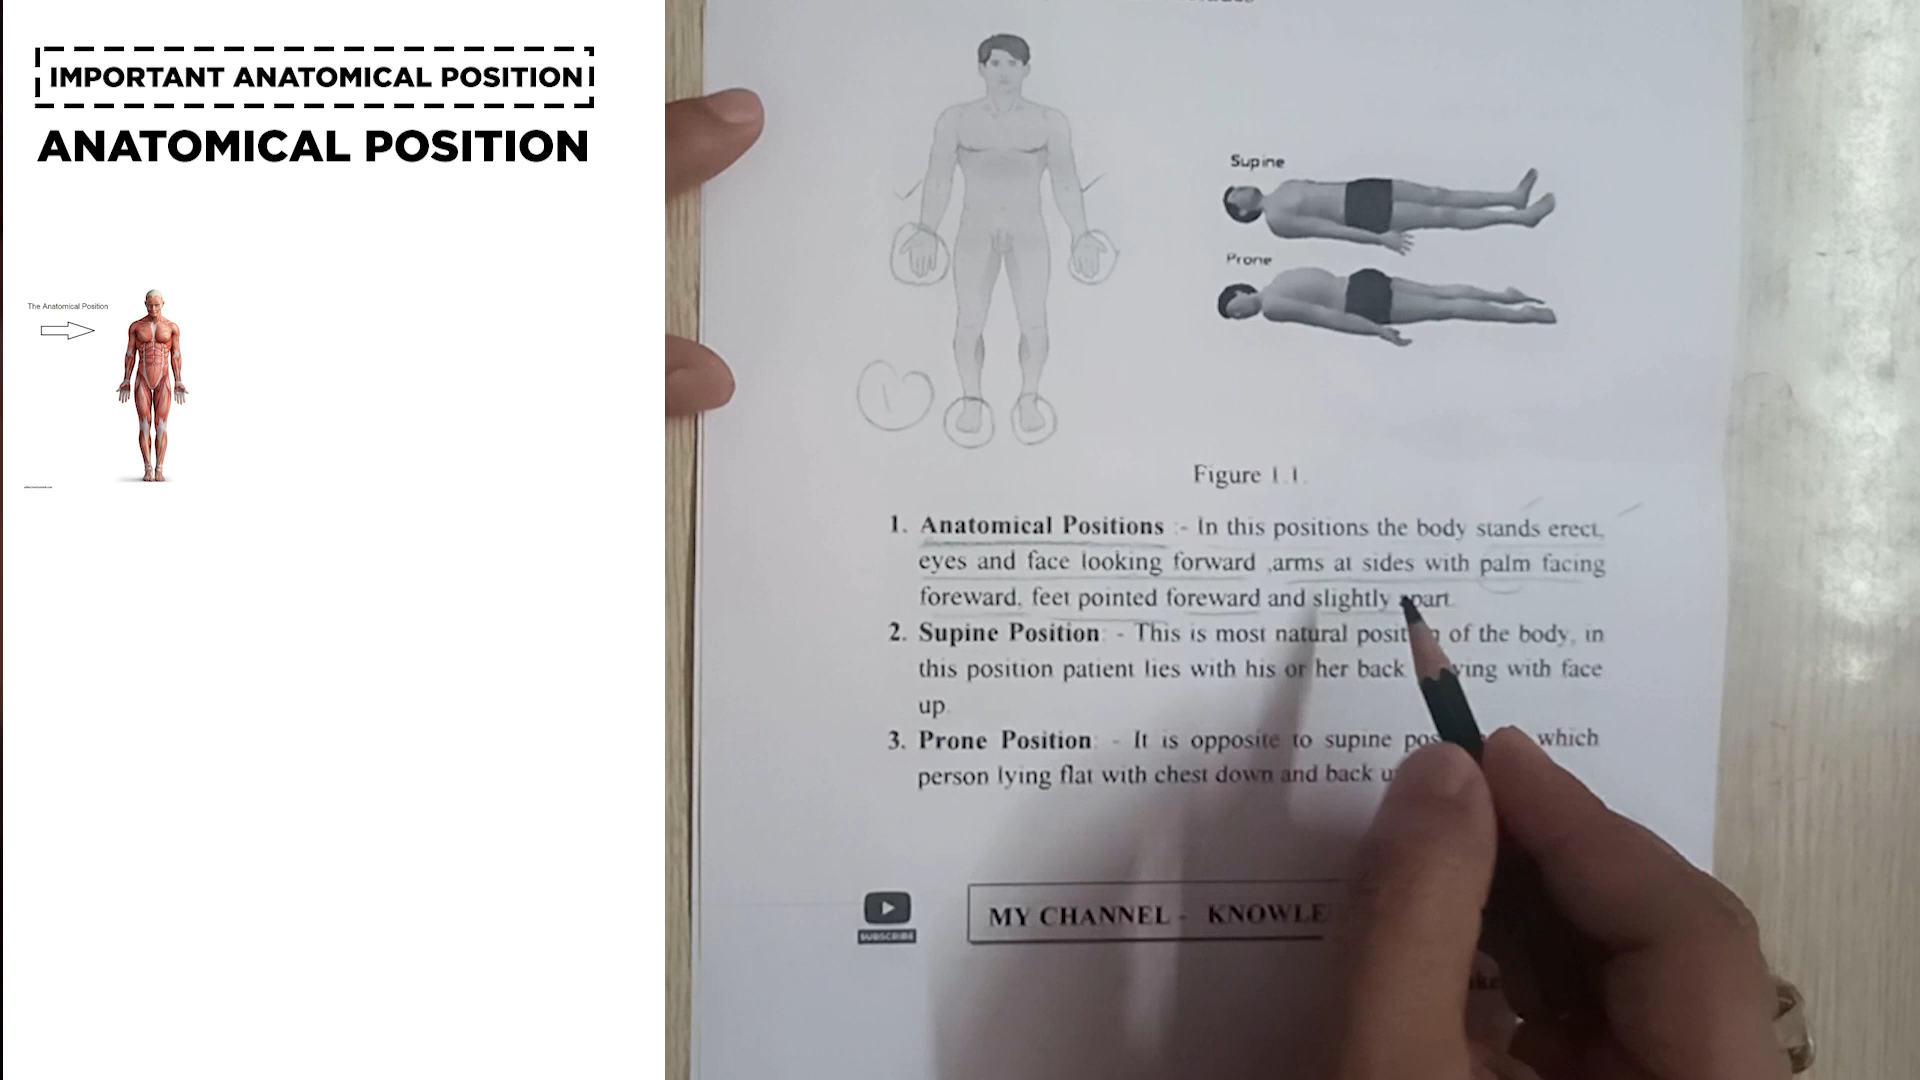 IMPORTANT ANATOMICAL POSITION
ANATOMICAL POSITION
The Anatomical Position
Supine
Prone
Figure 1.1.
1. Anatomical Positions :- In this positions the body stands erect,
eyes and face looking forward ,arms at sides with palm facing
foreward, feet pointed foreward and slightly apart.
2. Supine Position: - This is most natural of the body, in
this position patient lies with his or her back with face
up.
3. Prone Position: - It is opposite to supine which
person lying flat with chest down and back
SUBSCRIBE
MY CHANNEL -